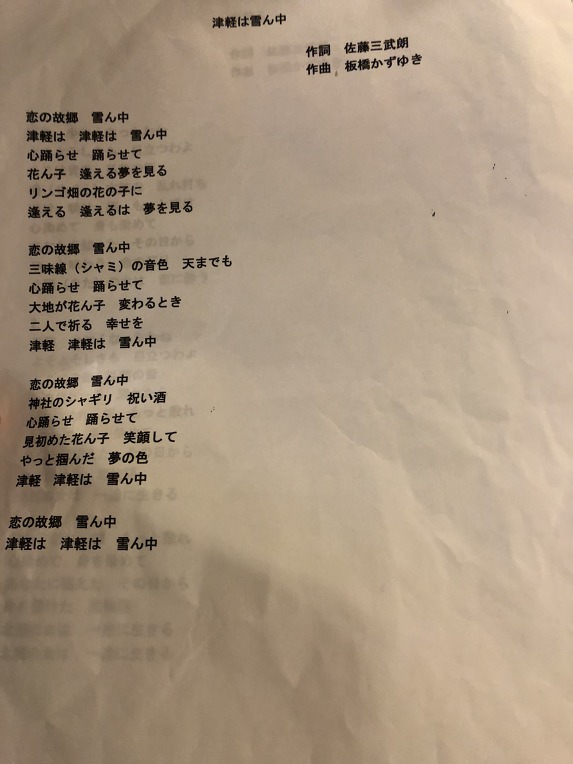 津軽は雪ん中
作詞　佐藤三武朗
作曲　板橋かずゆき
恋の故郷　雪ん中
津軽は　津軽は　雪ん中
心踊らせ　踊らせて
花ん子　逢える夢を見る
リンゴ畑の花の子に
逢える　逢えるは　夢を見る
恋の故郷　雪ん中
三味線（シャミ）の音色　天までも
心踊らせ　踊らせて
大地が花ん子　変わるとき
二人で祈る　幸せを
津軽　津軽は　雪ん中
恋の故郷　雪ん中
神社のシャギリ　祝い酒
心踊らせ　踊らせて
見初めた花ん子　笑顔して
やっと掴んだ　夢の色
津軽　津軽は　雪ん中
恋の故郷　雪ん中
津軽は　津軽は　雪ん中